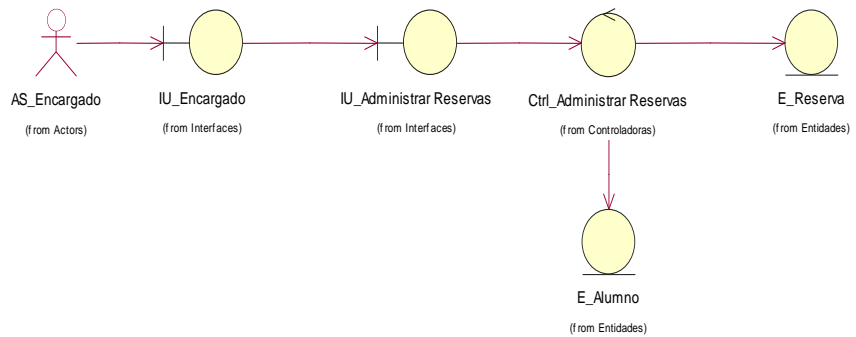 AS_Encargado
(from Actors)
IU_Encargado
(from Interfaces)
IU_Administrar Reservas
(from Interfaces)
Ctrl_Administrar Reservas
(from Controladoras)
E_Reserva
(from Entidades)
E_Alumno
(from Entidades)